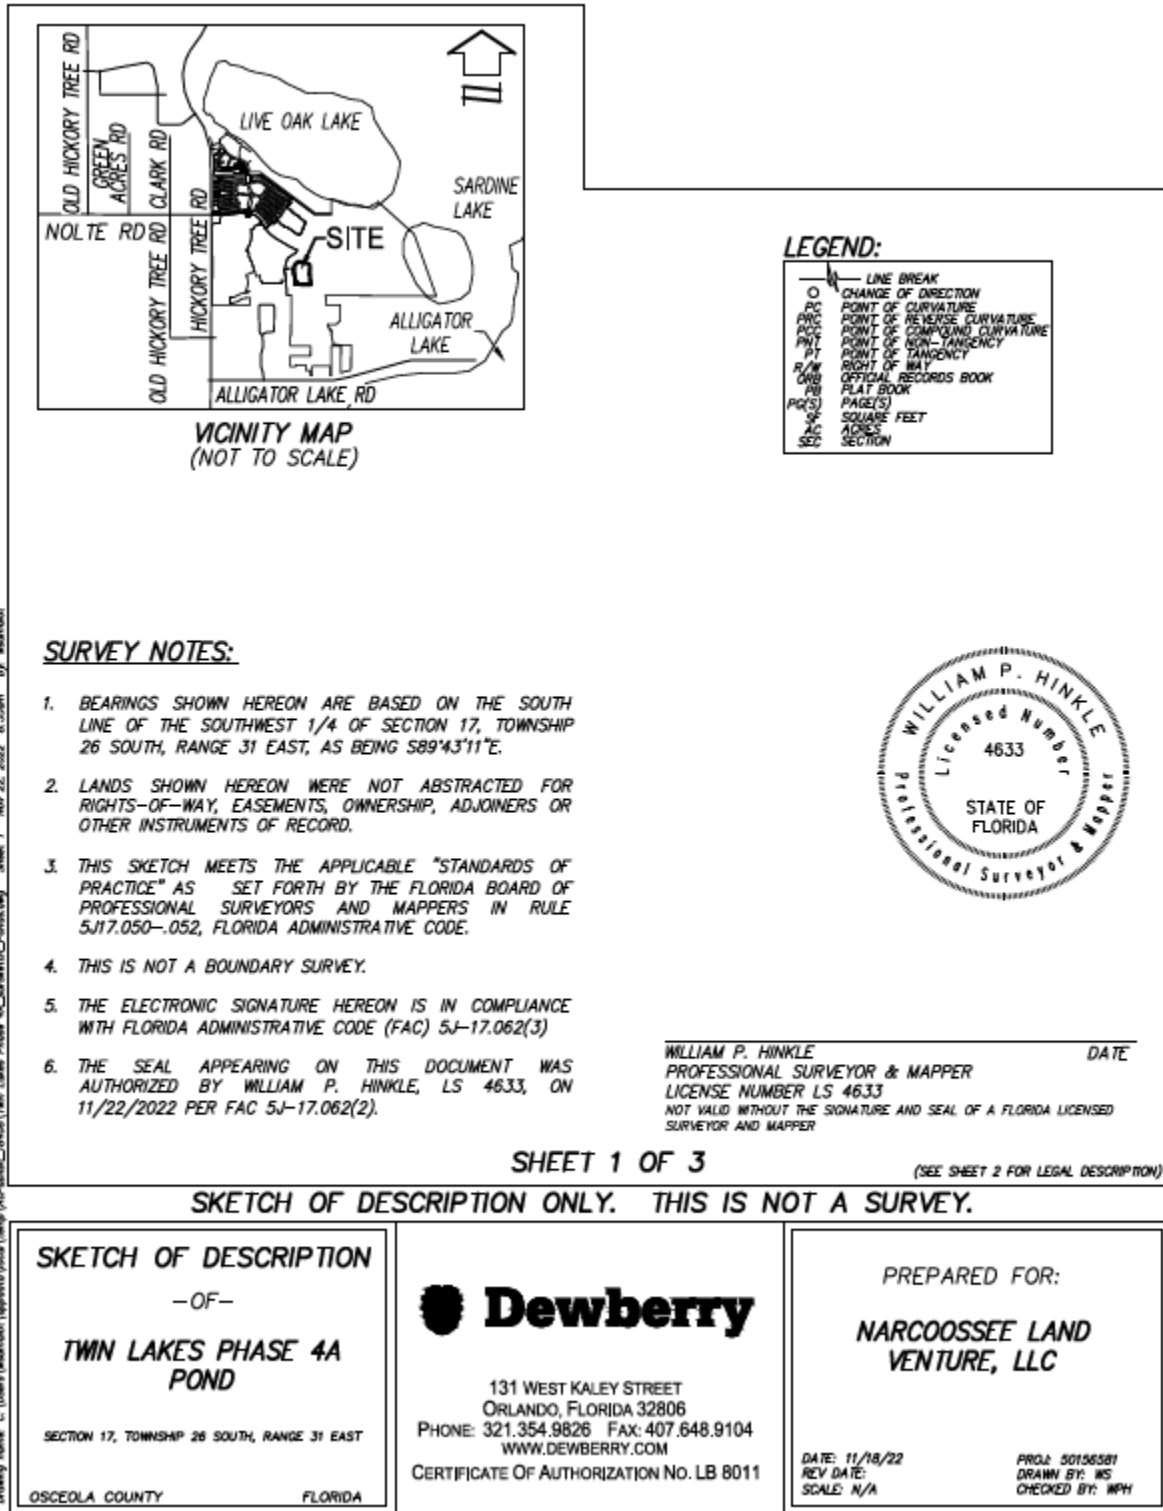 OLD HICKORY TREE RD
GREEN
ACRES RD
CLARK RD
LIVE OAK LAKE
SARDINE
LAKE
NOLTE RD
SITE
OLD HICKORY TREE RD
HICKORY TREE RD
ALLIGATOR
LAKE
ALLIGATOR LAKE RD
VICINITY MAP
(NOT TO SCALE)
LEGEND:
LINE BREAK
O CHANGE OF DIRECTION
PC POINT OF CURVATURE
PRC POINT OF REVERSE CURVATURE
PCC POINT OF COMPOUND CURVATURE
PNT POINT OF NON-TANGENCY
PT POINT OF TANGENCY
R/W RIGHT OF WAY
ORB OFFICIAL RECORDS BOOK
PB PLAT BOOK
PG(S) PAGE(S)
SF SQUARE FEET
AC ACRES
SEC SECTION
SURVEY NOTES:
1. BEARINGS SHOWN HEREON ARE BASED ON THE SOUTH
LINE OF THE SOUTHWEST 1/4 OF SECTION 17, TOWNSHIP
26 SOUTH, RANGE 31 EAST, AS BEING S89°43'11"E.
2. LANDS SHOWN HEREON WERE NOT ABSTRACTED FOR
RIGHTS-OF-WAY, EASEMENTS, OWNERSHIP, ADJOINERS OR
OTHER INSTRUMENTS OF RECORD.
3. THIS SKETCH MEETS THE APPLICABLE "STANDARDS OF
PRACTICE" AS SET FORTH BY THE FLORIDA BOARD OF
PROFESSIONAL SURVEYORS AND MAPPERS IN RULE
5J17.050-.052, FLORIDA ADMINISTRATIVE CODE.
4. THIS IS NOT A BOUNDARY SURVEY.
5. THE ELECTRONIC SIGNATURE HEREON IS IN COMPLIANCE
WITH FLORIDA ADMINISTRATIVE CODE (FAC) 5J-17.062(3)
6. THE SEAL APPEARING ON THIS DOCUMENT WAS
AUTHORIZED BY WILLIAM P. HINKLE, LS 4633, ON
11/22/2022 PER FAC 5J-17.062(2).
WILLIAM P. HINKLE
Licensed Number
4633
STATE OF
FLORIDA
Professional Surveyor & Mapper
WILLIAM P. HINKLE DATE
PROFESSIONAL SURVEYOR & MAPPER
LICENSE NUMBER LS 4633
NOT VALID WITHOUT THE SIGNATURE AND SEAL OF A FLORIDA LICENSED
SURVEYOR AND MAPPER
SHEET 1 OF 3
(SEE SHEET 2 FOR LEGAL DESCRIPTION)
SKETCH OF DESCRIPTION ONLY. THIS IS NOT A SURVEY.
SKETCH OF DESCRIPTION
-OF-
TWIN LAKES PHASE 4A
POND
SECTION 17, TOWNSHIP 26 SOUTH, RANGE 31 EAST
OSCEOLA COUNTY FLORIDA
Dewberry
131 WEST KALEY STREET
ORLANDO, FLORIDA 32806
PHONE: 321.354.9826 FAX: 407.648.9104
WWW.DEWBERRY.COM
CERTIFICATE OF AUTHORIZATION NO. LB 8011
PREPARED FOR:
NARCOOSSEE LAND
VENTURE, LLC
DATE: 11/18/22
REV DATE:
SCALE: N/A
PROJ: 50156581
DRAWN BY: WS
CHECKED BY: WPH